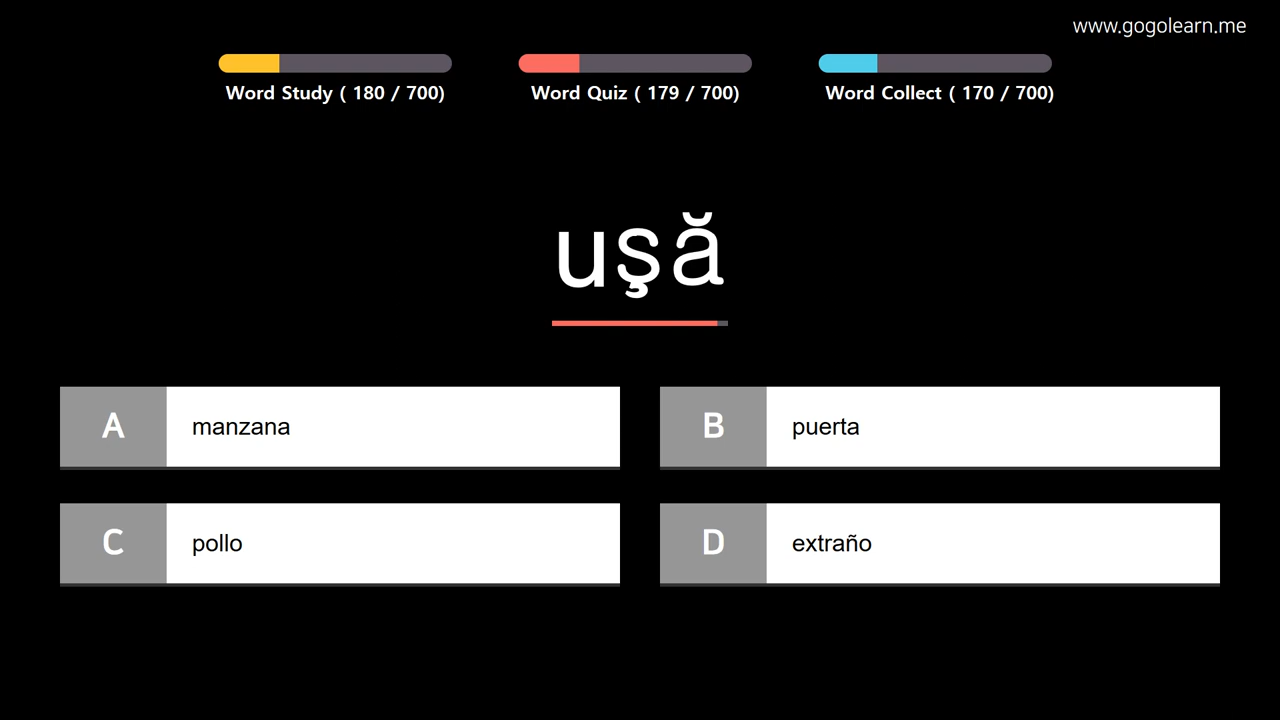 www.gogolearn.me
Word Study ( 180 / 700)
Word Quiz ( 179 / 700)
Word Collect ( 170 / 700)
uşă
A manzana
B puerta
C pollo
D extraño